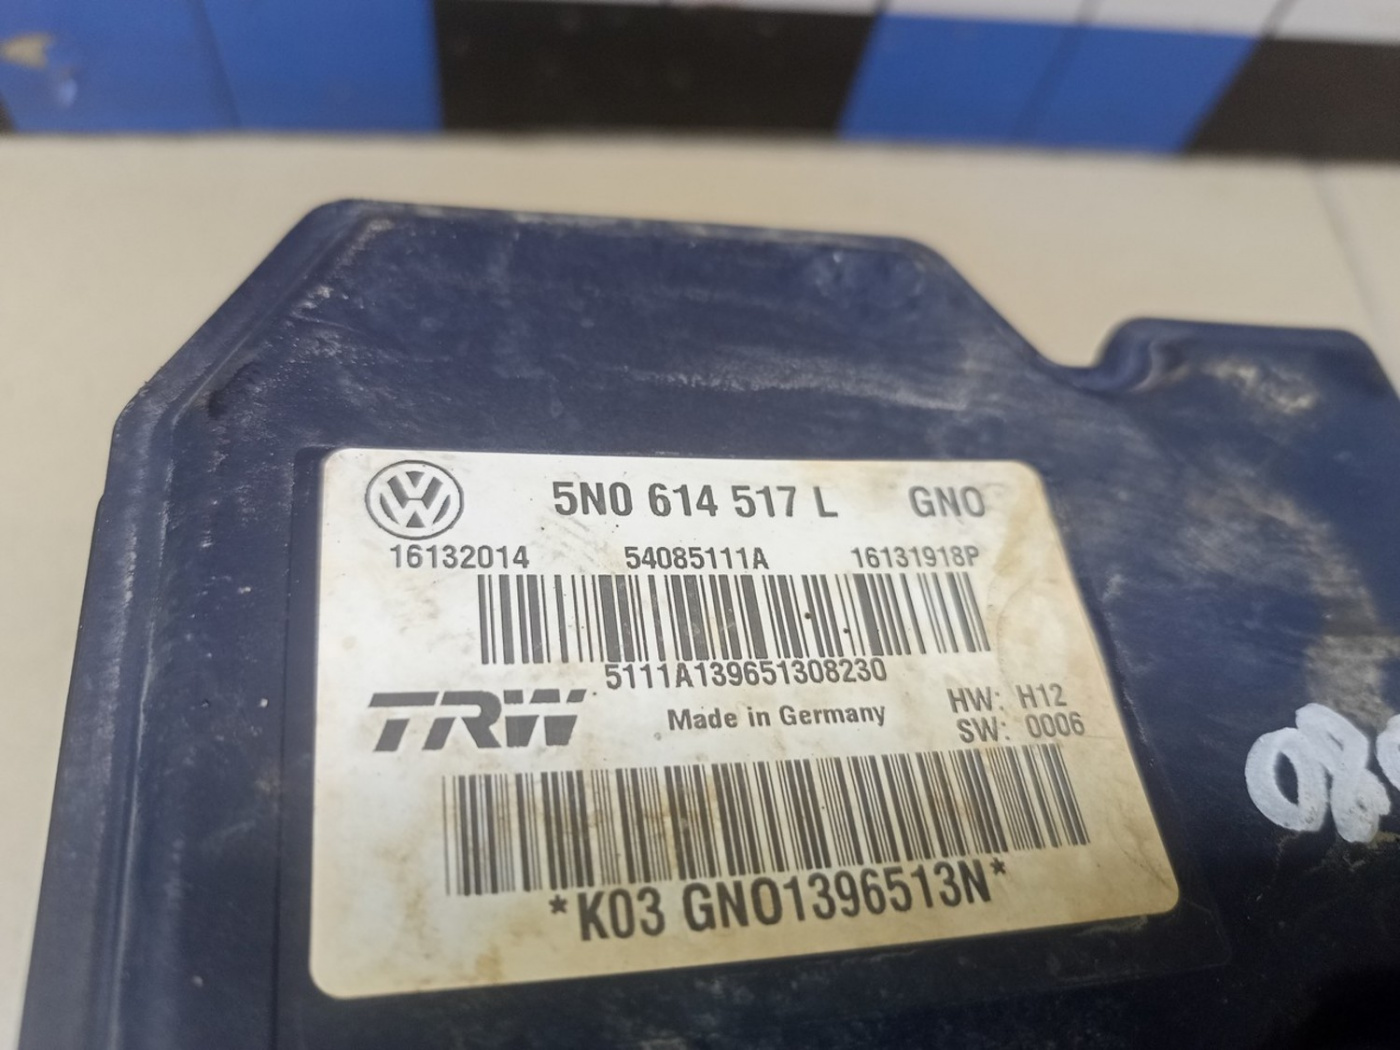 5N0 614 517 L GNO
16132014 54085111A 16131918P
5111A139651308230
TRW Made in Germany HW: H12
SW: 0006
*K03 GNO1396513N*